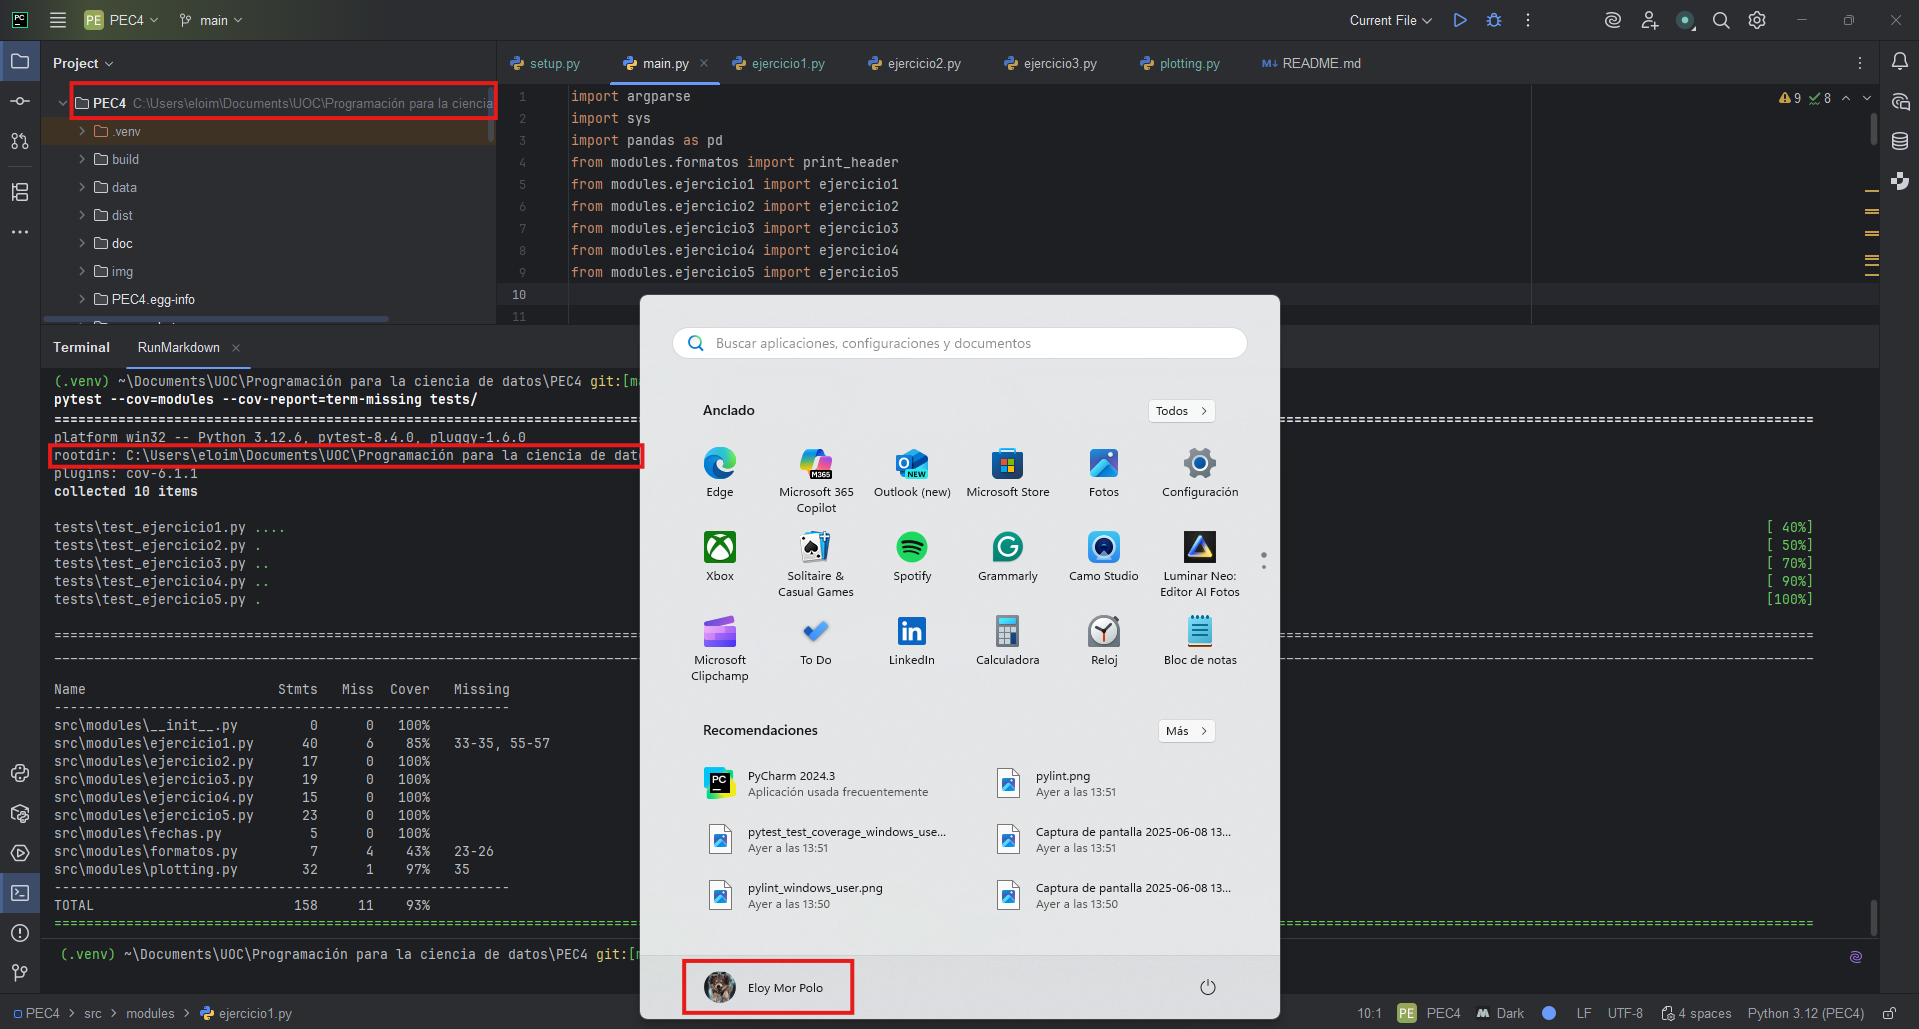 PC PE PEC4 main Current File
Project
setup.py main.py ejercicio1.py ejercicio2.py ejercicio3.py plotting.py M↓ README.md
PEC4 C:\Users\eloim\Documents\UOC\Programación para la ciencia
.venv
build
data
dist
doc
img
PEC4.egg-info
1 import argparse
2 import sys
3 import pandas as pd
4 from modules.formatos import print_header
5 from modules.ejercicio1 import ejercicio1
6 from modules.ejercicio2 import ejercicio2
7 from modules.ejercicio3 import ejercicio3
8 from modules.ejercicio4 import ejercicio4
9 from modules.ejercicio5 import ejercicio5
10
11
9 8
Terminal RunMarkdown
(.venv) ~\Documents\UOC\Programación para la ciencia de datos\PEC4 git:[m
pytest --cov=modules --cov-report=term-missing tests/
platform win32 -- Python 3.12.6, pytest-8.4.0, pluggy-1.6.0
rootdir: C:\Users\eloim\Documents\UOC\Programación para la ciencia de dat
plugins: cov-6.1.1
collected 10 items
tests\test_ejercicio1.py .... [ 40%]
tests\test_ejercicio2.py . [ 50%]
tests\test_ejercicio3.py .. [ 70%]
tests\test_ejercicio4.py .. [ 90%]
tests\test_ejercicio5.py . [100%]
Name Stmts Miss Cover Missing
src\modules\__init__.py 0 0 100%
src\modules\ejercicio1.py 40 6 85% 33-35, 55-57
src\modules\ejercicio2.py 17 0 100%
src\modules\ejercicio3.py 19 0 100%
src\modules\ejercicio4.py 15 0 100%
src\modules\ejercicio5.py 23 0 100%
src\modules\fechas.py 5 0 100%
src\modules\formatos.py 7 4 43% 23-26
src\modules\plotting.py 32 1 97% 35
TOTAL 158 11 93%
(.venv) ~\Documents\UOC\Programación para la ciencia de datos\PEC4 git:[
Buscar aplicaciones, configuraciones y documentos
Anclado Todos
Edge
Microsoft 365 Copilot
M365
Outlook (new)
NEW
Microsoft Store
Fotos
Configuración
Xbox
Solitaire & Casual Games
Spotify
Grammarly
Camo Studio
Luminar Neo: Editor AI Fotos
Microsoft Clipchamp
To Do
LinkedIn
in
Calculadora
Reloj
Bloc de notas
Recomendaciones Más
PC
PyCharm 2024.3
Aplicación usada frecuentemente
pylint.png
Ayer a las 13:51
pytest_test_coverage_windows_use...
Ayer a las 13:51
Captura de pantalla 2025-06-08 13...
Ayer a las 13:51
pylint_windows_user.png
Ayer a las 13:50
Captura de pantalla 2025-06-08 13...
Ayer a las 13:50
Eloy Mor Polo
PEC4 > src > modules > ejercicio1.py
10:1 PE PEC4 Dark LF UTF-8 4 spaces Python 3.12 (PEC4)